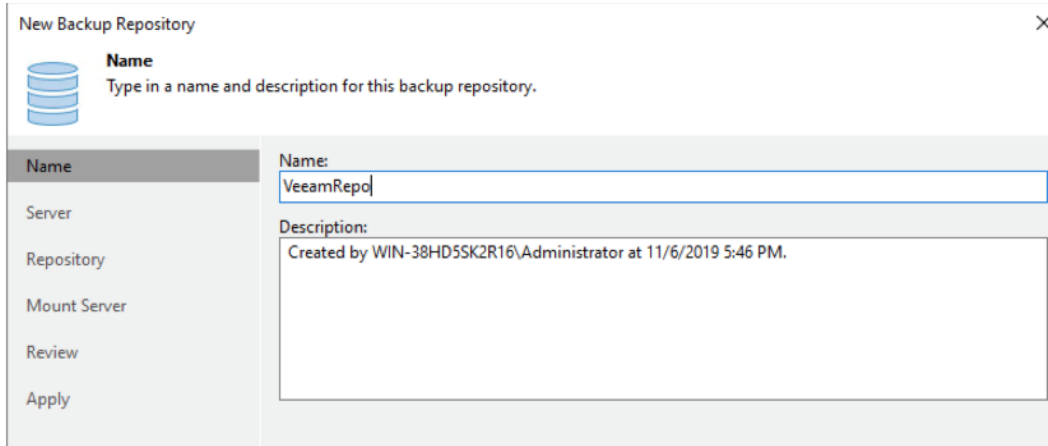 New Backup Repository
Name
Type in a name and description for this backup repository.
Name
Server
Repository
Mount Server
Review
Apply
Name:
VeeamRepo
Description:
Created by WIN-38HD5SK2R16\Administrator at 11/6/2019 5:46 PM.